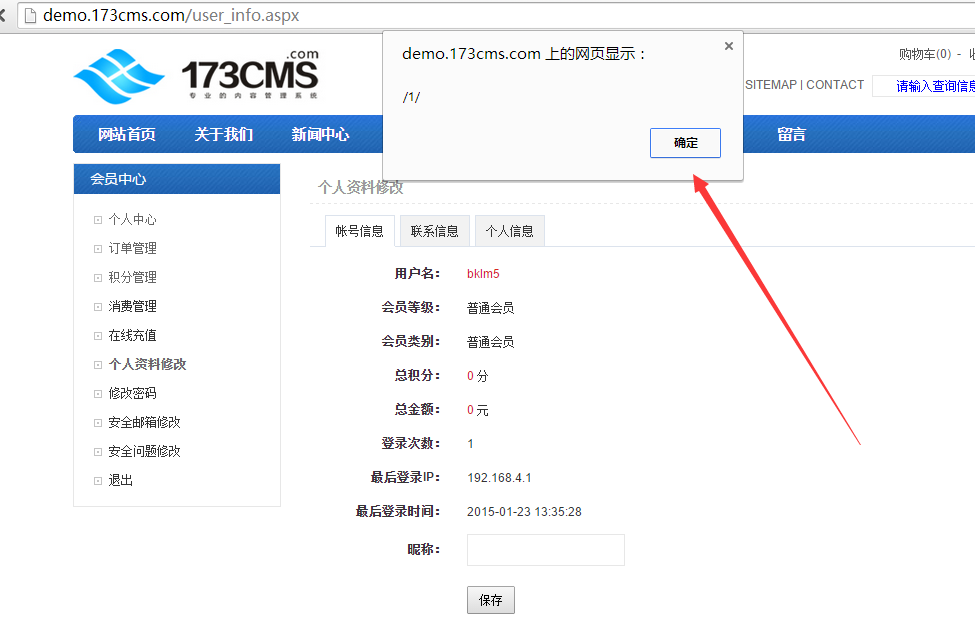 demo.173cms.com/user_info.aspx
demo.173cms.com 上的网页显示：
/1/
确定
173CMS.com
专业的内容管理系统
购物车(0) - 
SITEMAP | CONTACT
请输入查询信息
网站首页 关于我们 新闻中心 留言
会员中心
个人中心
订单管理
积分管理
消费管理
在线充值
个人资料修改
修改密码
安全邮箱修改
安全问题修改
退出
个人资料修改
帐号信息 联系信息 个人信息
用户名： bklm5
会员等级： 普通会员
会员类别： 普通会员
总积分： 0 分
总金额： 0 元
登录次数： 1
最后登录IP： 192.168.4.1
最后登录时间： 2015-01-23 13:35:28
昵称：
保存